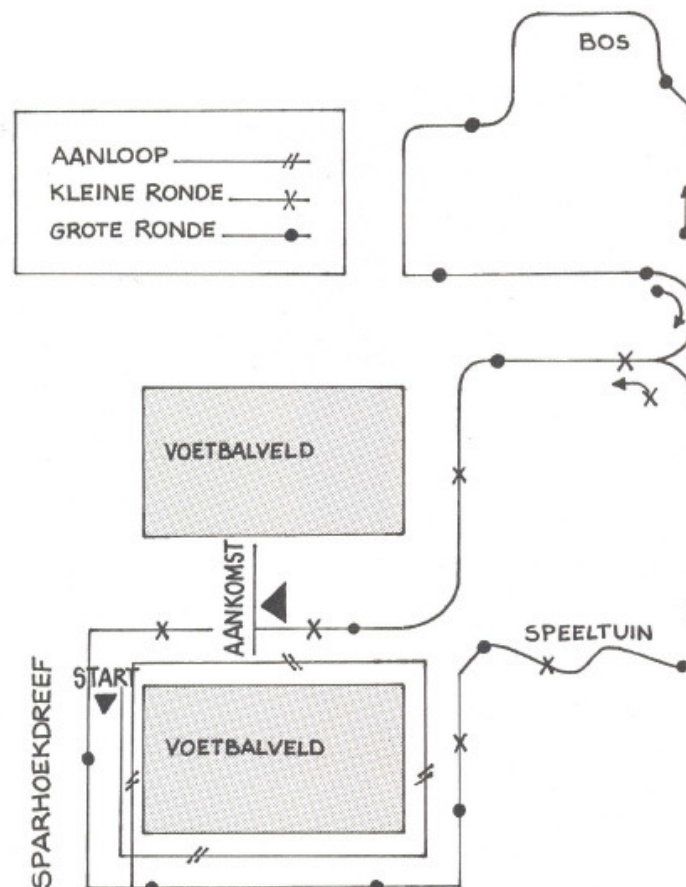 BOS
AANLOOP
KLEINE RONDE
GROTE RONDE
VOETBALVELD
AANKOMST
SPEELTUIN
START
SPARHOEKDREEF
VOETBALVELD